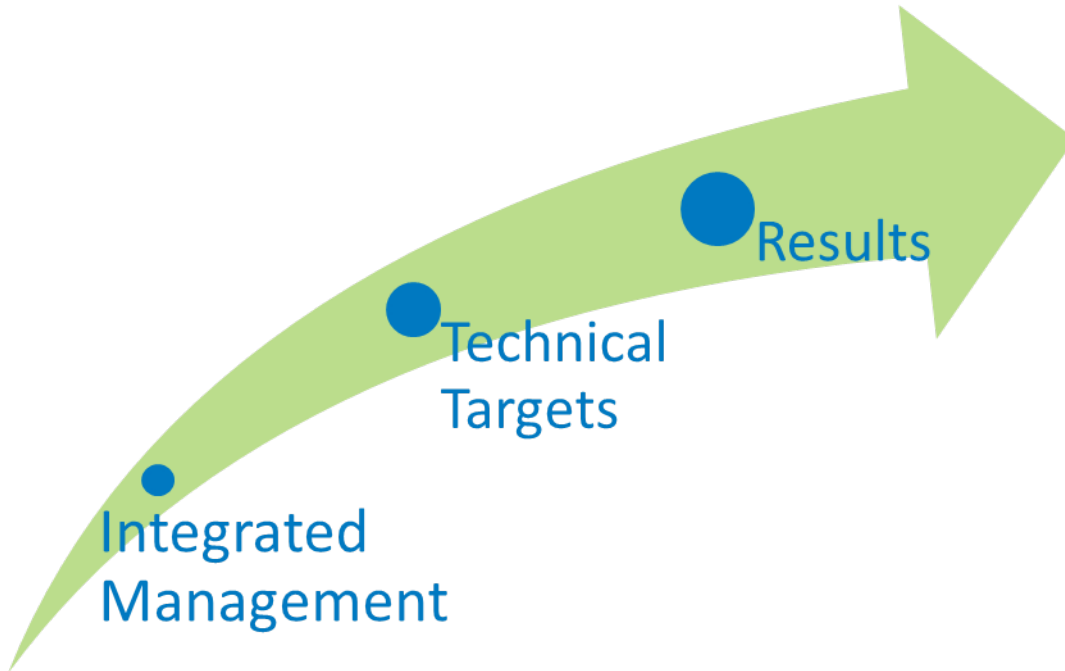 Results
Technical
Targets
Integrated
Management